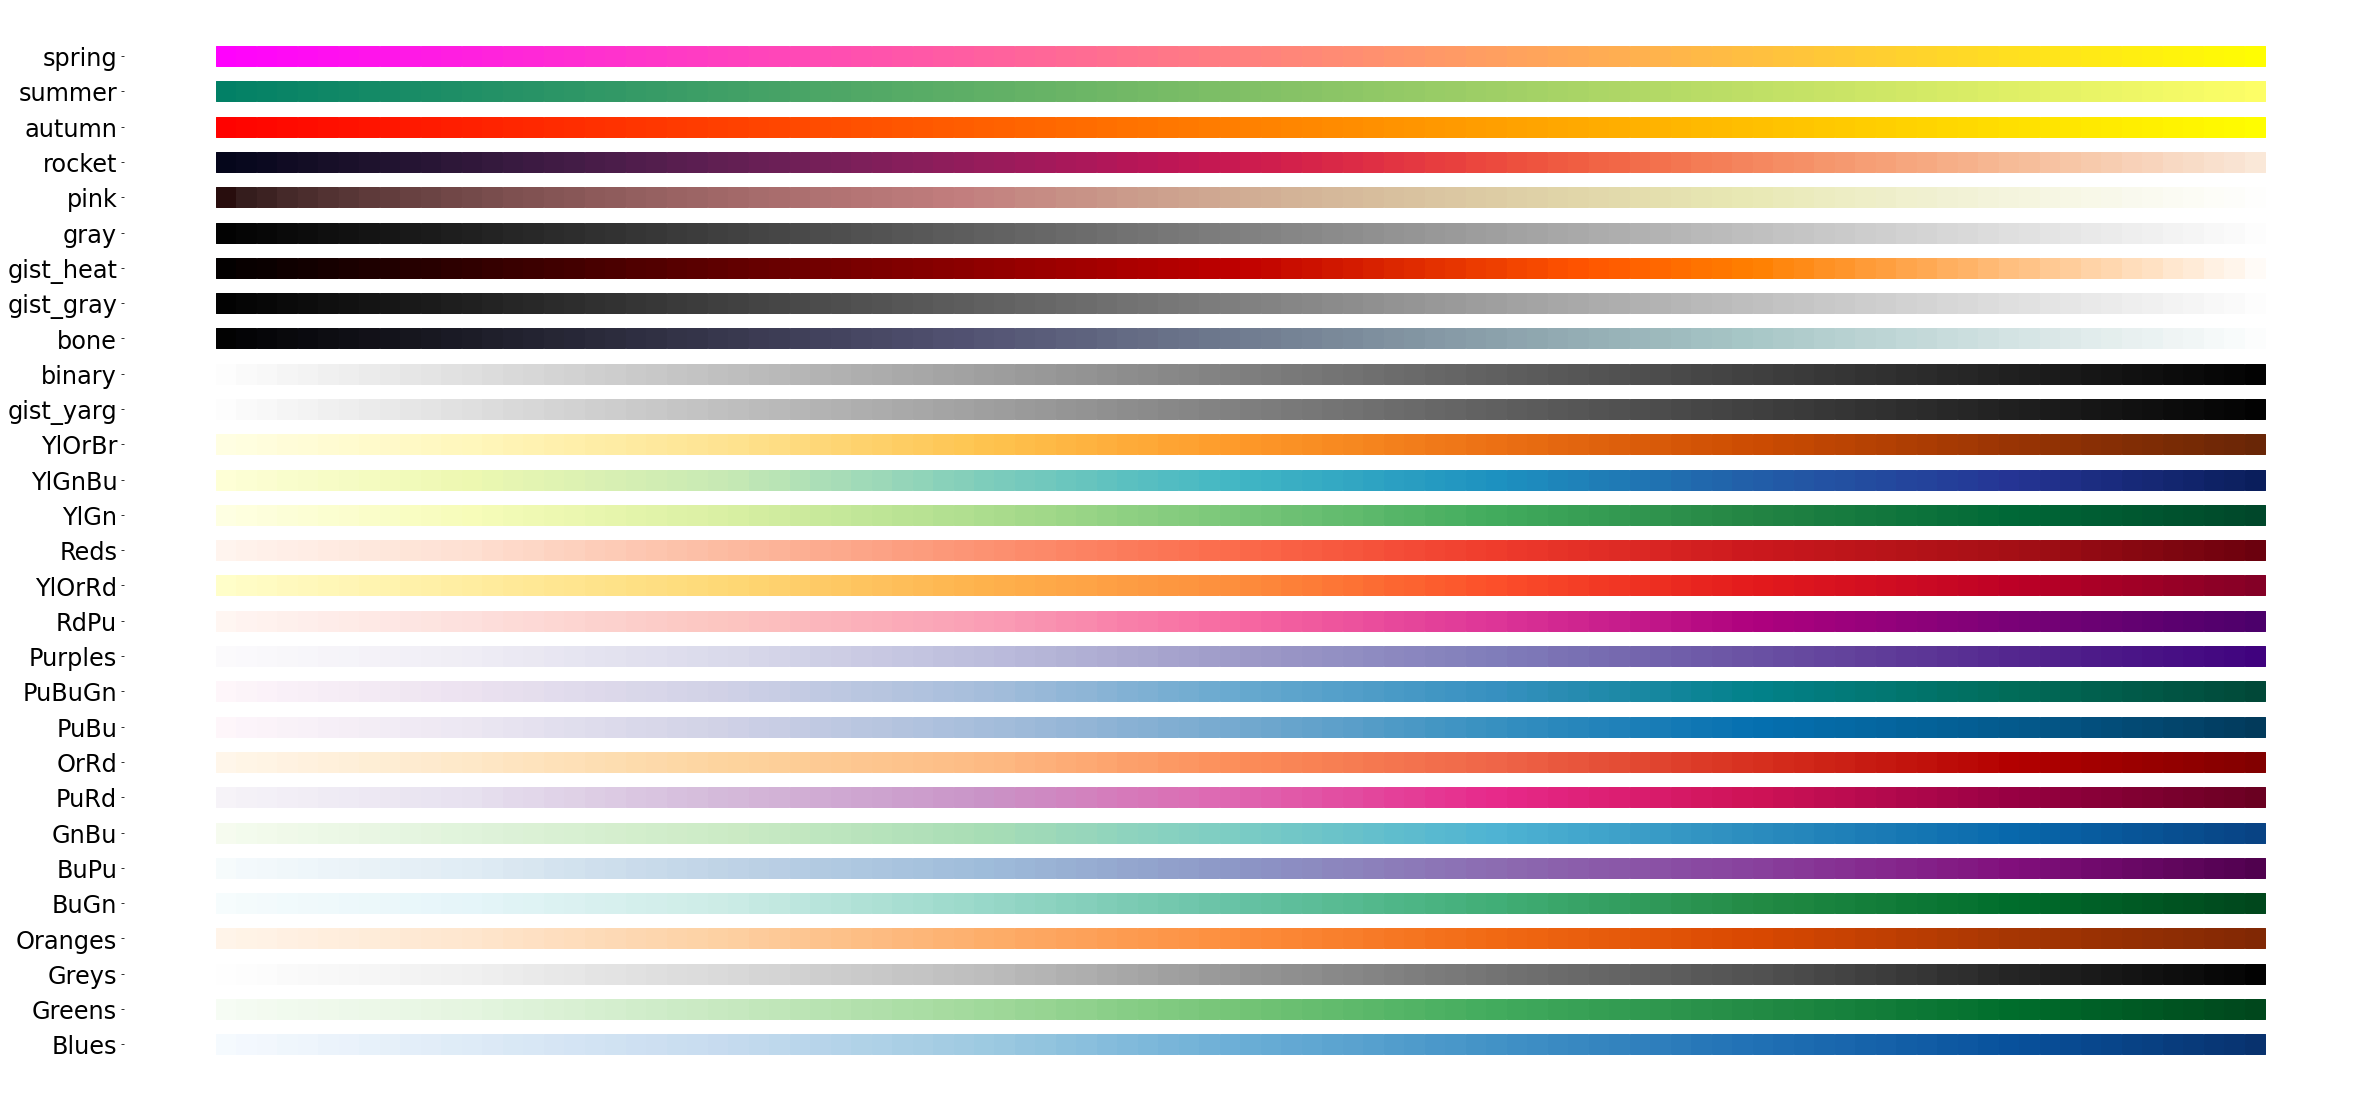 spring
summer
autumn
rocket
pink
gray
gist_heat
gist_gray
bone
binary
gist_yarg
YlOrBr
YlGnBu
YlGn
Reds
YlOrRd
RdPu
Purples
PuBuGn
PuBu
OrRd
PuRd
GnBu
BuPu
BuGn
Oranges
Greys
Greens
Blues